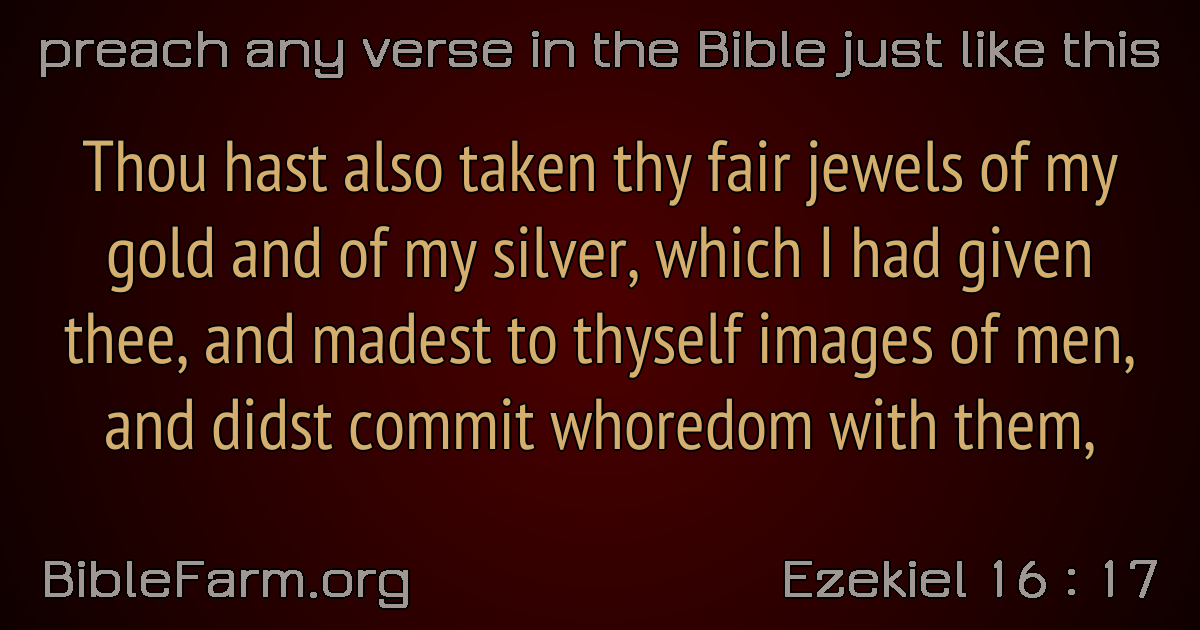 preach any verse in the Bible just like this
Thou hast also taken thy fair jewels of my
gold and of my silver, which I had given
thee, and madest to thyself images of men,
and didst commit whoredom with them,
BibleFarm.org
Ezekiel 16 : 17